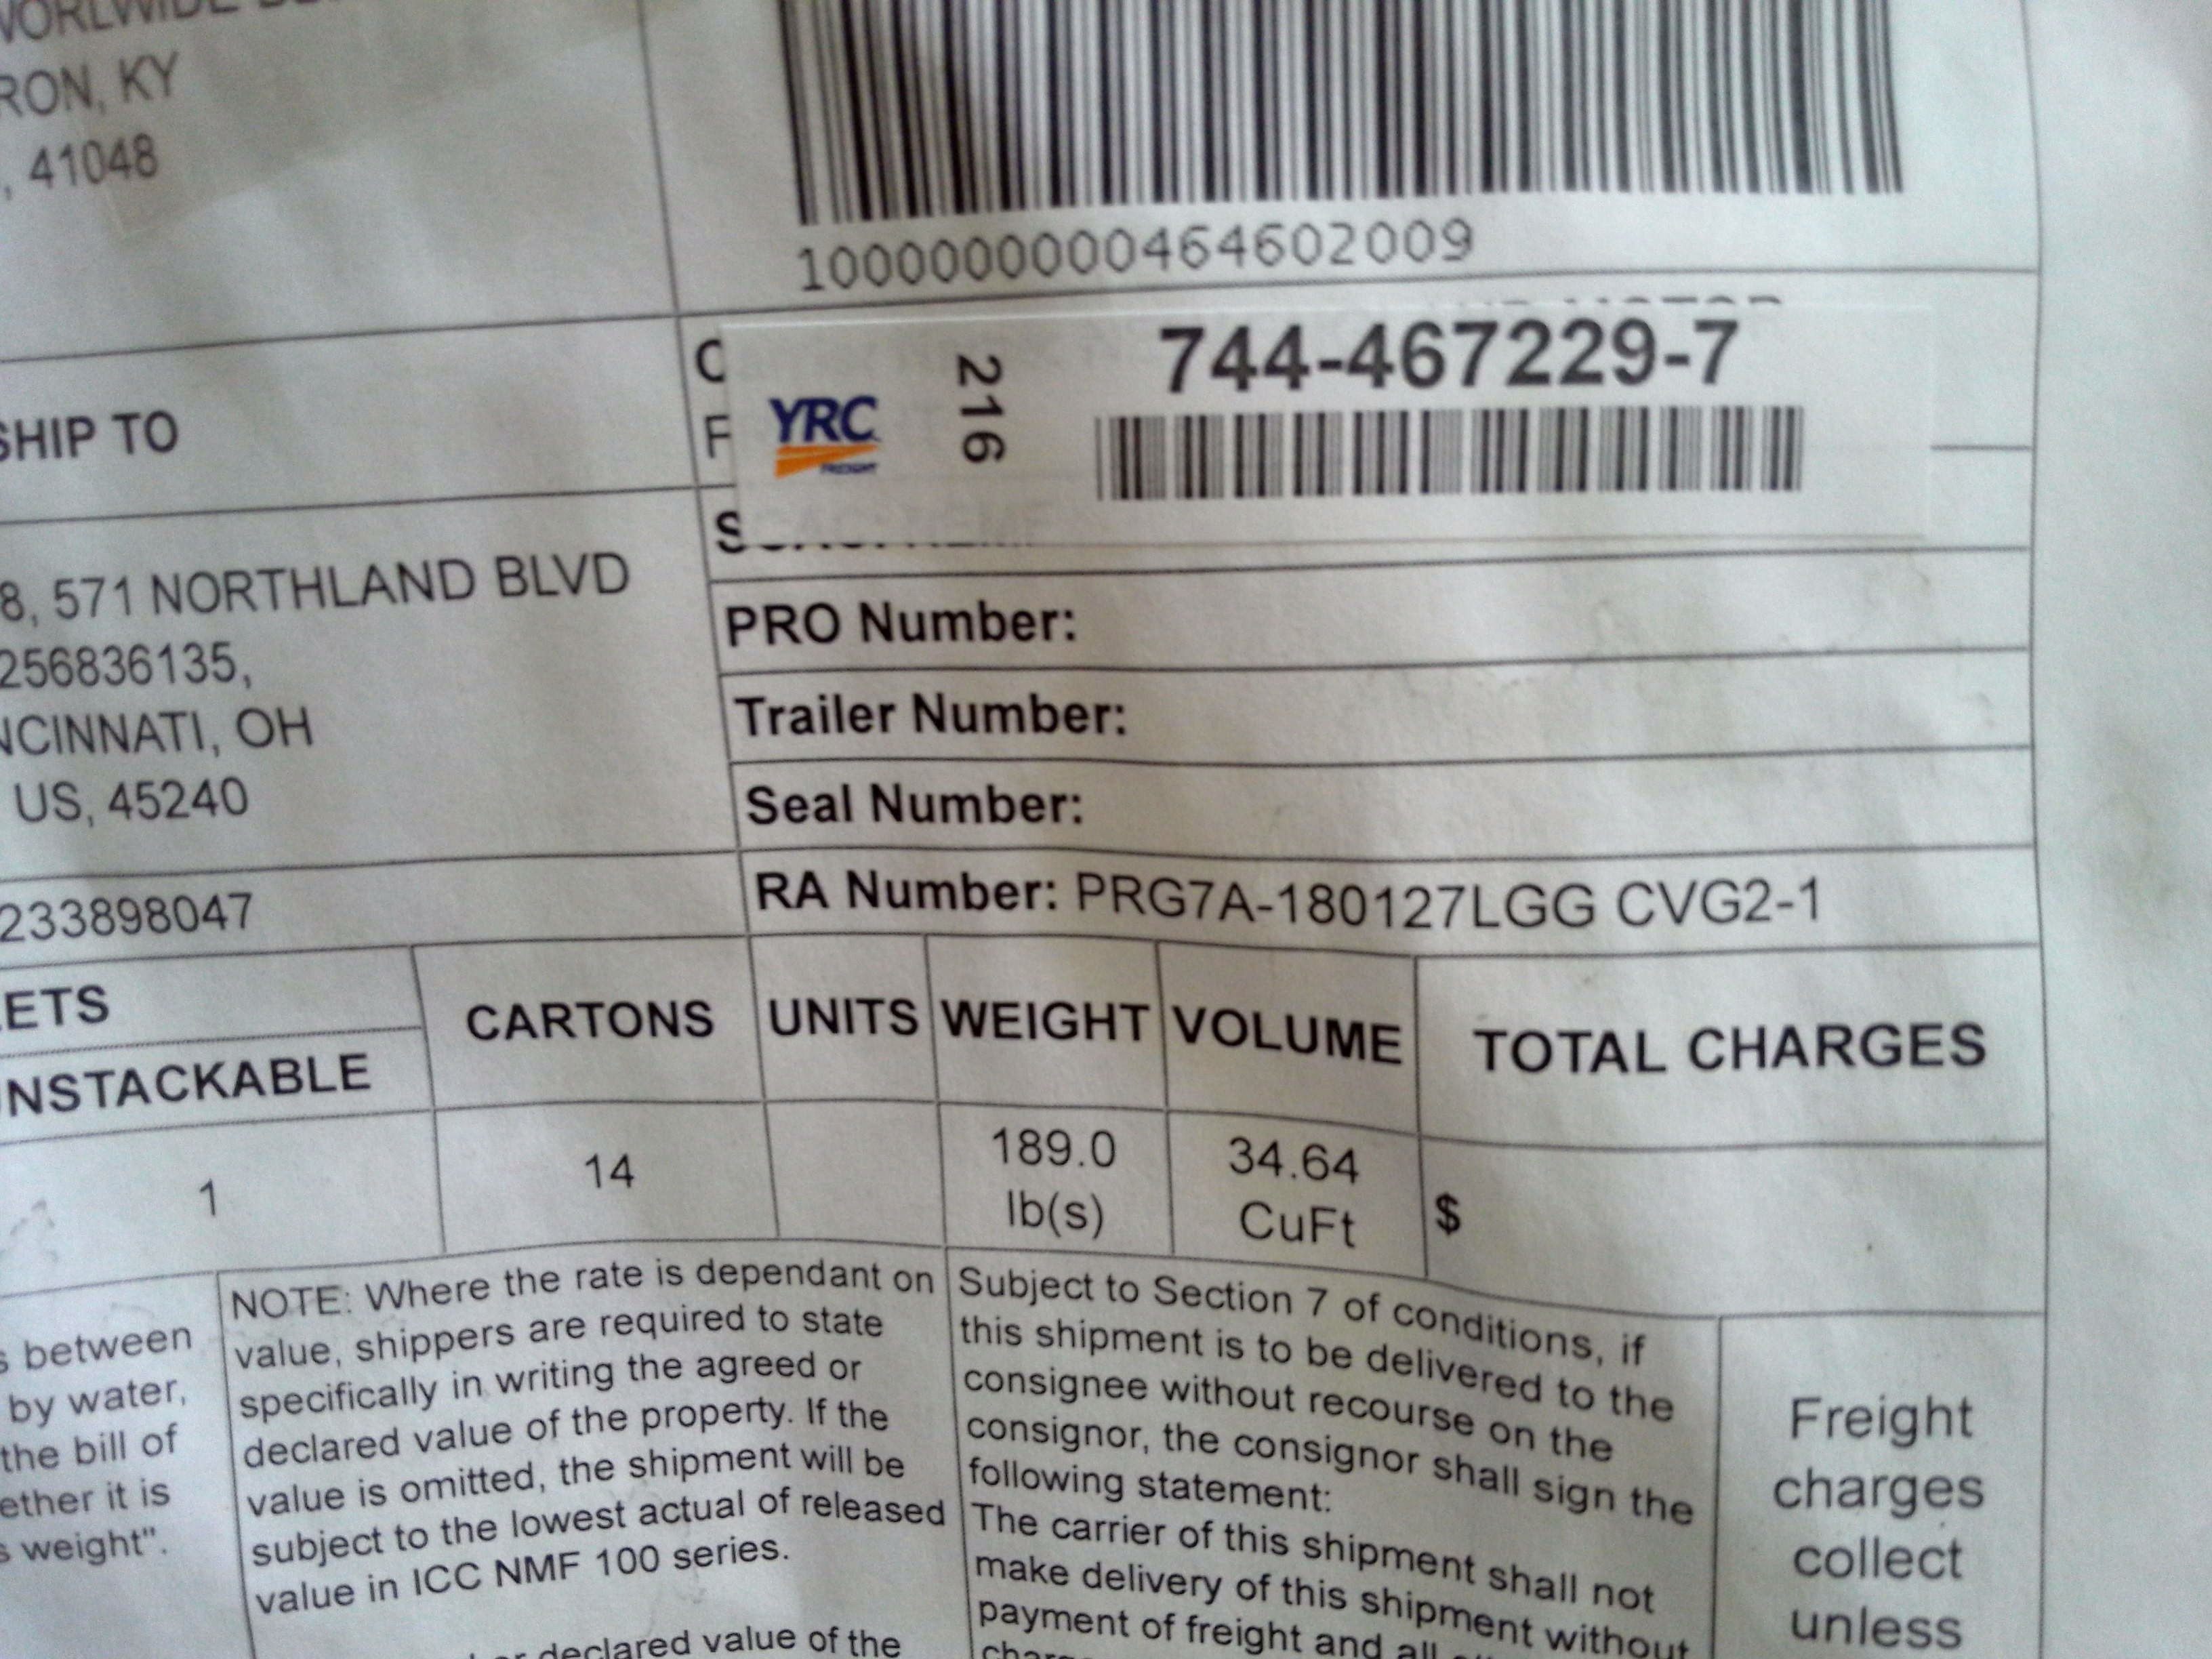 RON, KY
, 41048
1000000000464602009
SHIP TO
C
F
YRC
FREIGHT
216
744-467229-7
S
8, 571 NORTHLAND BLVD
256836135,
NCINNATI, OH
US, 45240
233898047
PRO Number:
Trailer Number:
Seal Number:
RA Number: PRG7A-180127LGG CVG2-1
ETS
NSTACKABLE
CARTONS
UNITS
WEIGHT
VOLUME
TOTAL CHARGES
1
14
189.0
lb(s)
34.64
CuFt
$
s between
by water,
the bill of
ether it is
s weight".
NOTE: Where the rate is dependant on
value, shippers are required to state
specifically in writing the agreed or
declared value of the property. If the
value is omitted, the shipment will be
subject to the lowest actual of released
value in ICC NMF 100 series.
declared value of the
Subject to Section 7 of conditions, if
this shipment is to be delivered to the
consignee without recourse on the
consignor, the consignor shall sign the
following statement:
The carrier of this shipment shall not
make delivery of this shipment without
payment of freight and all
Freight
charges
collect
unless